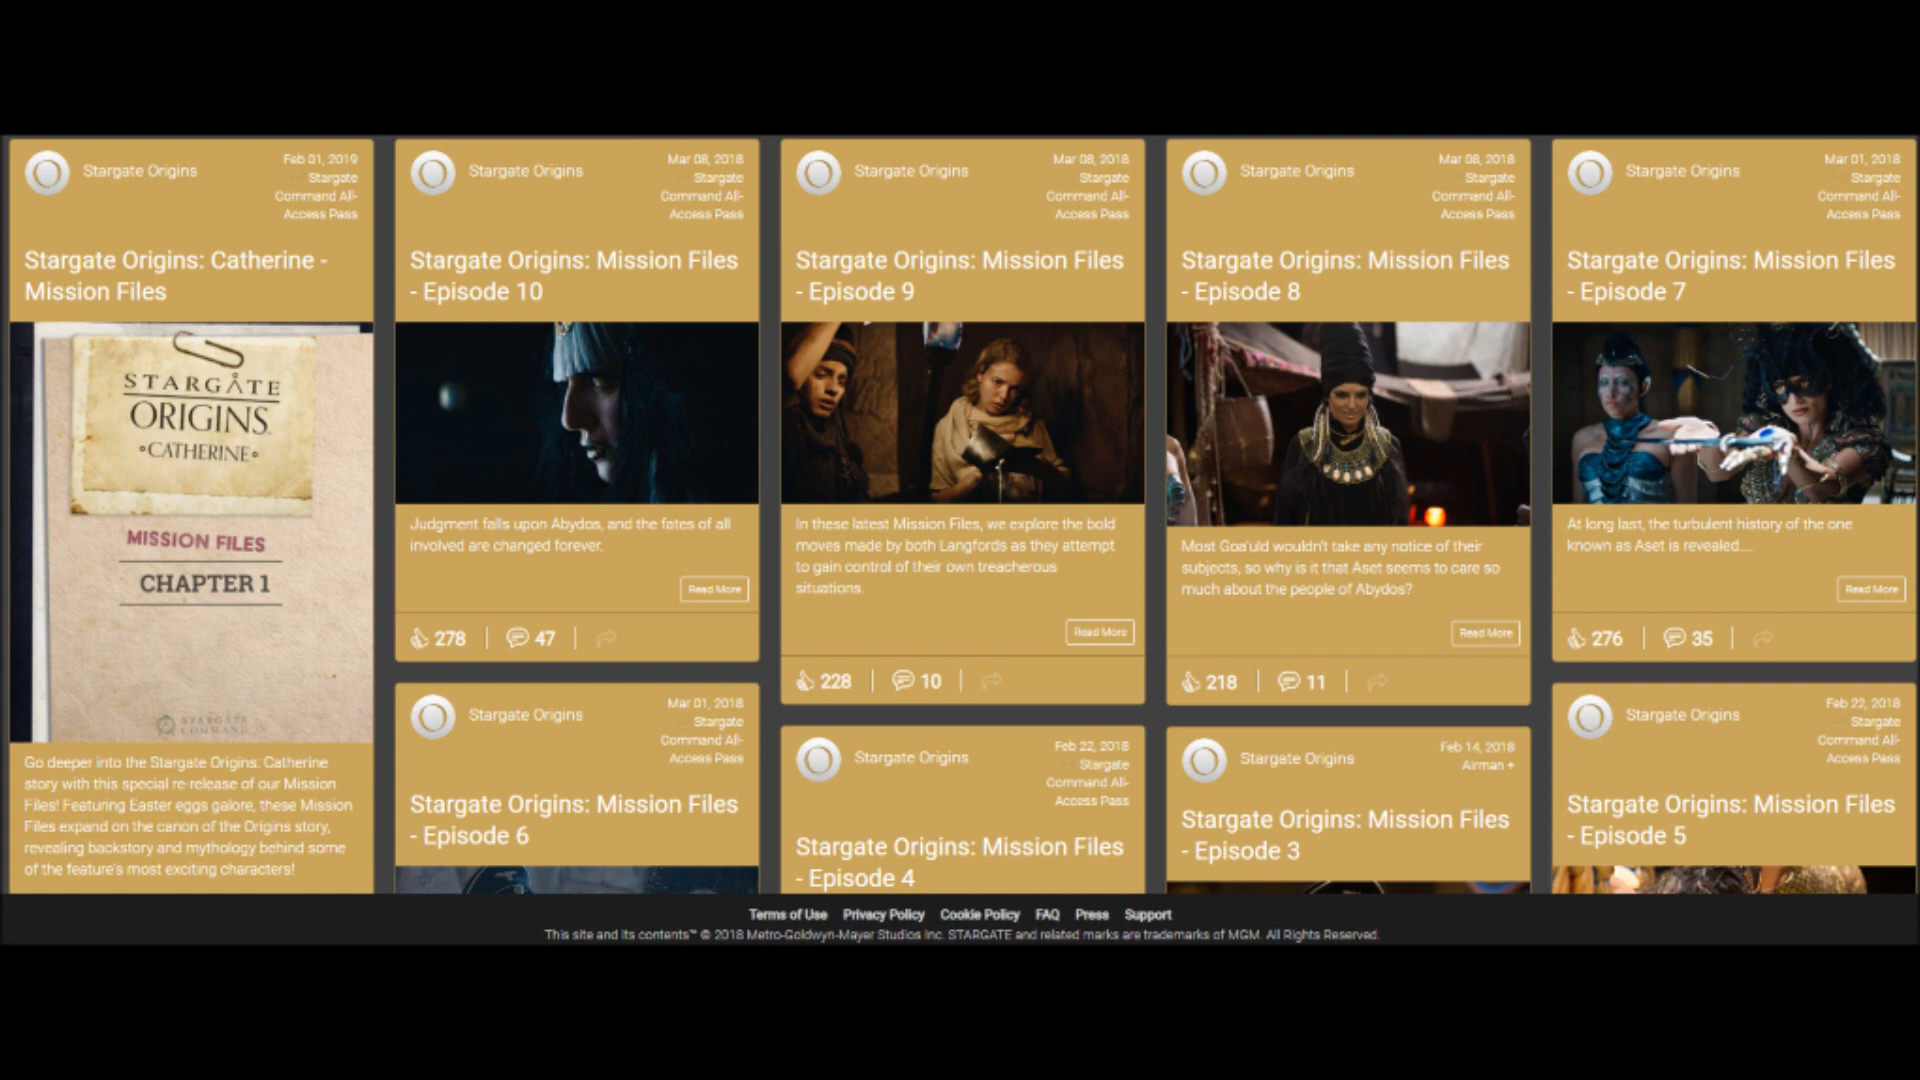 Stargate Origins
Feb 01, 2019
Stargate
Command All-
Access Pass
Stargate Origins: Catherine -
Mission Files
STARGATE
ORIGINS
CATHERINE
MISSION FILES
CHAPTER 1
STARGATE
COMMAND
Go deeper into the Stargate Origins: Catherine
story with this special re-release of our Mission
Files! Featuring Easter eggs galore, these Mission
Files expand on the canon of the Origins story,
revealing backstory and mythology behind some
of the feature's most exciting characters!
Stargate Origins
Mar 08, 2018
Stargate
Command All-
Access Pass
Stargate Origins: Mission Files
- Episode 10
Judgment falls upon Abydos, and the fates of all
involved are changed forever.
Read More
278
47
Stargate Origins
Mar 01, 2018
Stargate
Command All-
Access Pass
Stargate Origins: Mission Files
- Episode 6
Stargate Origins
Mar 08, 2018
Stargate
Command All-
Access Pass
Stargate Origins: Mission Files
- Episode 9
In these latest Mission Files, we explore the bold
moves made by both Langfords as they attempt
to gain control of their own treacherous
situations.
Read More
228
10
Stargate Origins
Feb 22, 2018
Stargate
Command All-
Access Pass
Stargate Origins: Mission Files
- Episode 4
Stargate Origins
Mar 08, 2018
Stargate
Command All-
Access Pass
Stargate Origins: Mission Files
- Episode 8
Most Goa'uld wouldn't take any notice of their
subjects, so why is it that Aset seems to care so
much about the people of Abydos?
Read More
218
11
Stargate Origins
Feb 14, 2018
Airman +
Stargate Origins: Mission Files
- Episode 3
Stargate Origins
Mar 01, 2018
Stargate
Command All-
Access Pass
Stargate Origins: Mission Files
- Episode 7
At long last, the turbulent history of the one
known as Aset is revealed....
Read More
276
35
Stargate Origins
Feb 22, 2018
Stargate
Command All-
Access Pass
Stargate Origins: Mission Files
- Episode 5
Terms of Use Privacy Policy Cookie Policy FAQ Press Support
This site and its contents™ © 2018 Metro-Goldwyn-Mayer Studios Inc. STARGATE and related marks are trademarks of MGM. All Rights Reserved.